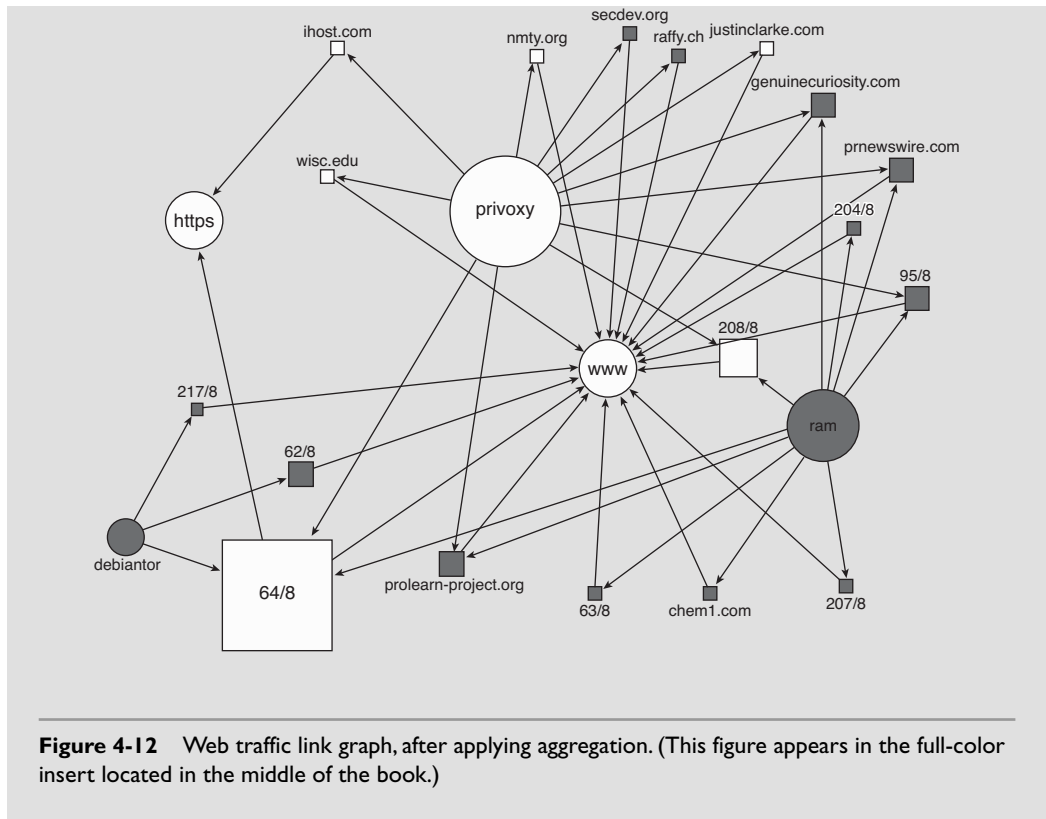 secdev.org
ihost.com
nmty.org
raffy.ch
justinclarke.com
genuinecuriosity.com
prnewswire.com
wisc.edu
privoxy
https
204/8
95/8
208/8
www
217/8
ram
62/8
debiantor
64/8
prolearn-project.org
63/8
chem1.com
207/8
Figure 4-12 Web traffic link graph, after applying aggregation. (This figure appears in the full-color
insert located in the middle of the book.)